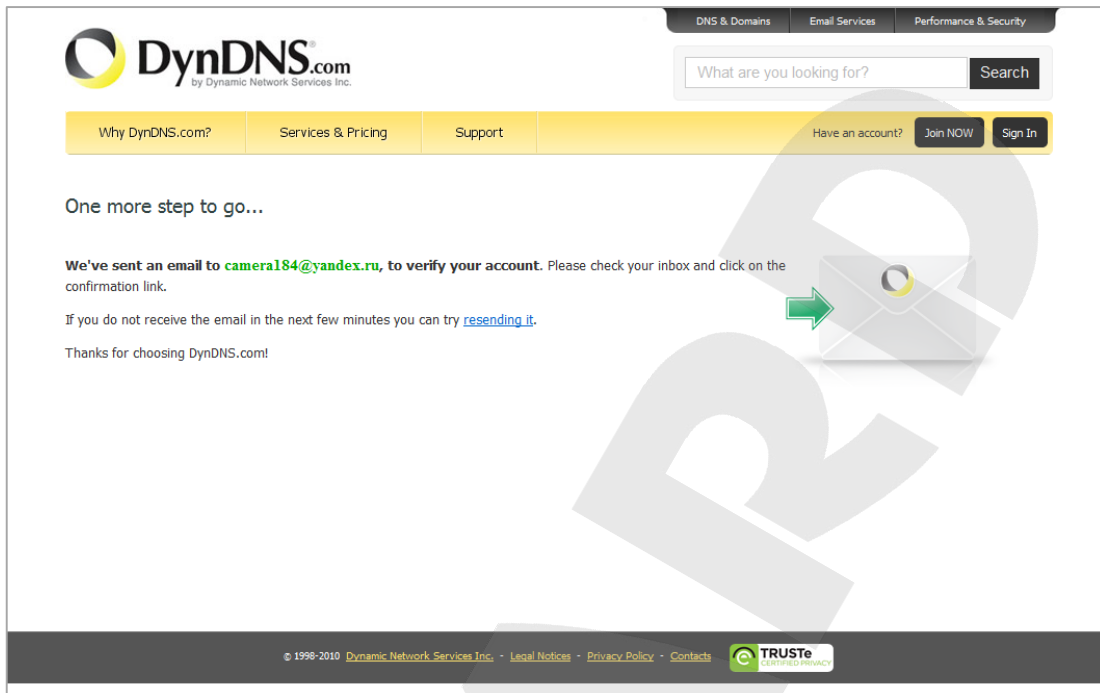 DNS & Domains Email Services Performance & Security
DynDNS®.com
by Dynamic Network Services Inc.
What are you looking for? Search
Why DynDNS.com? Services & Pricing Support Have an account? Join NOW Sign In
One more step to go...
We've sent an email to camera184@yandex.ru, to verify your account. Please check your inbox and click on the
confirmation link.
If you do not receive the email in the next few minutes you can try resending it.
Thanks for choosing DynDNS.com!
© 1998-2010 Dynamic Network Services Inc. - Legal Notices - Privacy Policy - Contacts
TRUSTe
CERTIFIED PRIVACY